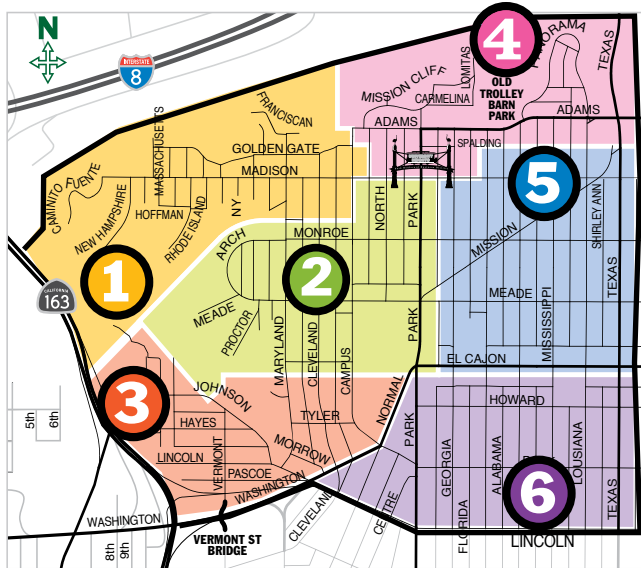 N
INTERSTATE
8
4
PANORAMA
TEXAS
MISSION CLIFF
LOMITAS
CARMELINA
OLD
TROLLEY
BARN
PARK
ADAMS
ADAMS
FRANCISCAN
MASSACHUSETTS
GOLDEN GATE
MADISON
SPALDING
CAMINITO FUENTE
NEW HAMPSHIRE
HOFFMAN
RHODE ISLAND
NY
NORTH
PARK
5
SHIRLEY ANN
MISSION
ARCH
MONROE
1
2
CALIFORNIA
163
MEADE
PROCTOR
MARYLAND
CLEVELAND
CAMPUS
PARK
MEADE
MISSISSIPPI
TEXAS
EL CAJON
3
JOHNSON
HAYES
TYLER
NORMAL
HOWARD
5th
6th
LINCOLN
VERMONT
MORROW
PASCOE
WASHINGTON
PARK
GEORGIA
ALABAMA
LOUISIANA
6
TEXAS
WASHINGTON
CLEVELAND
CENTRE
FLORIDA
LINCOLN
VERMONT ST
BRIDGE
8th
9th